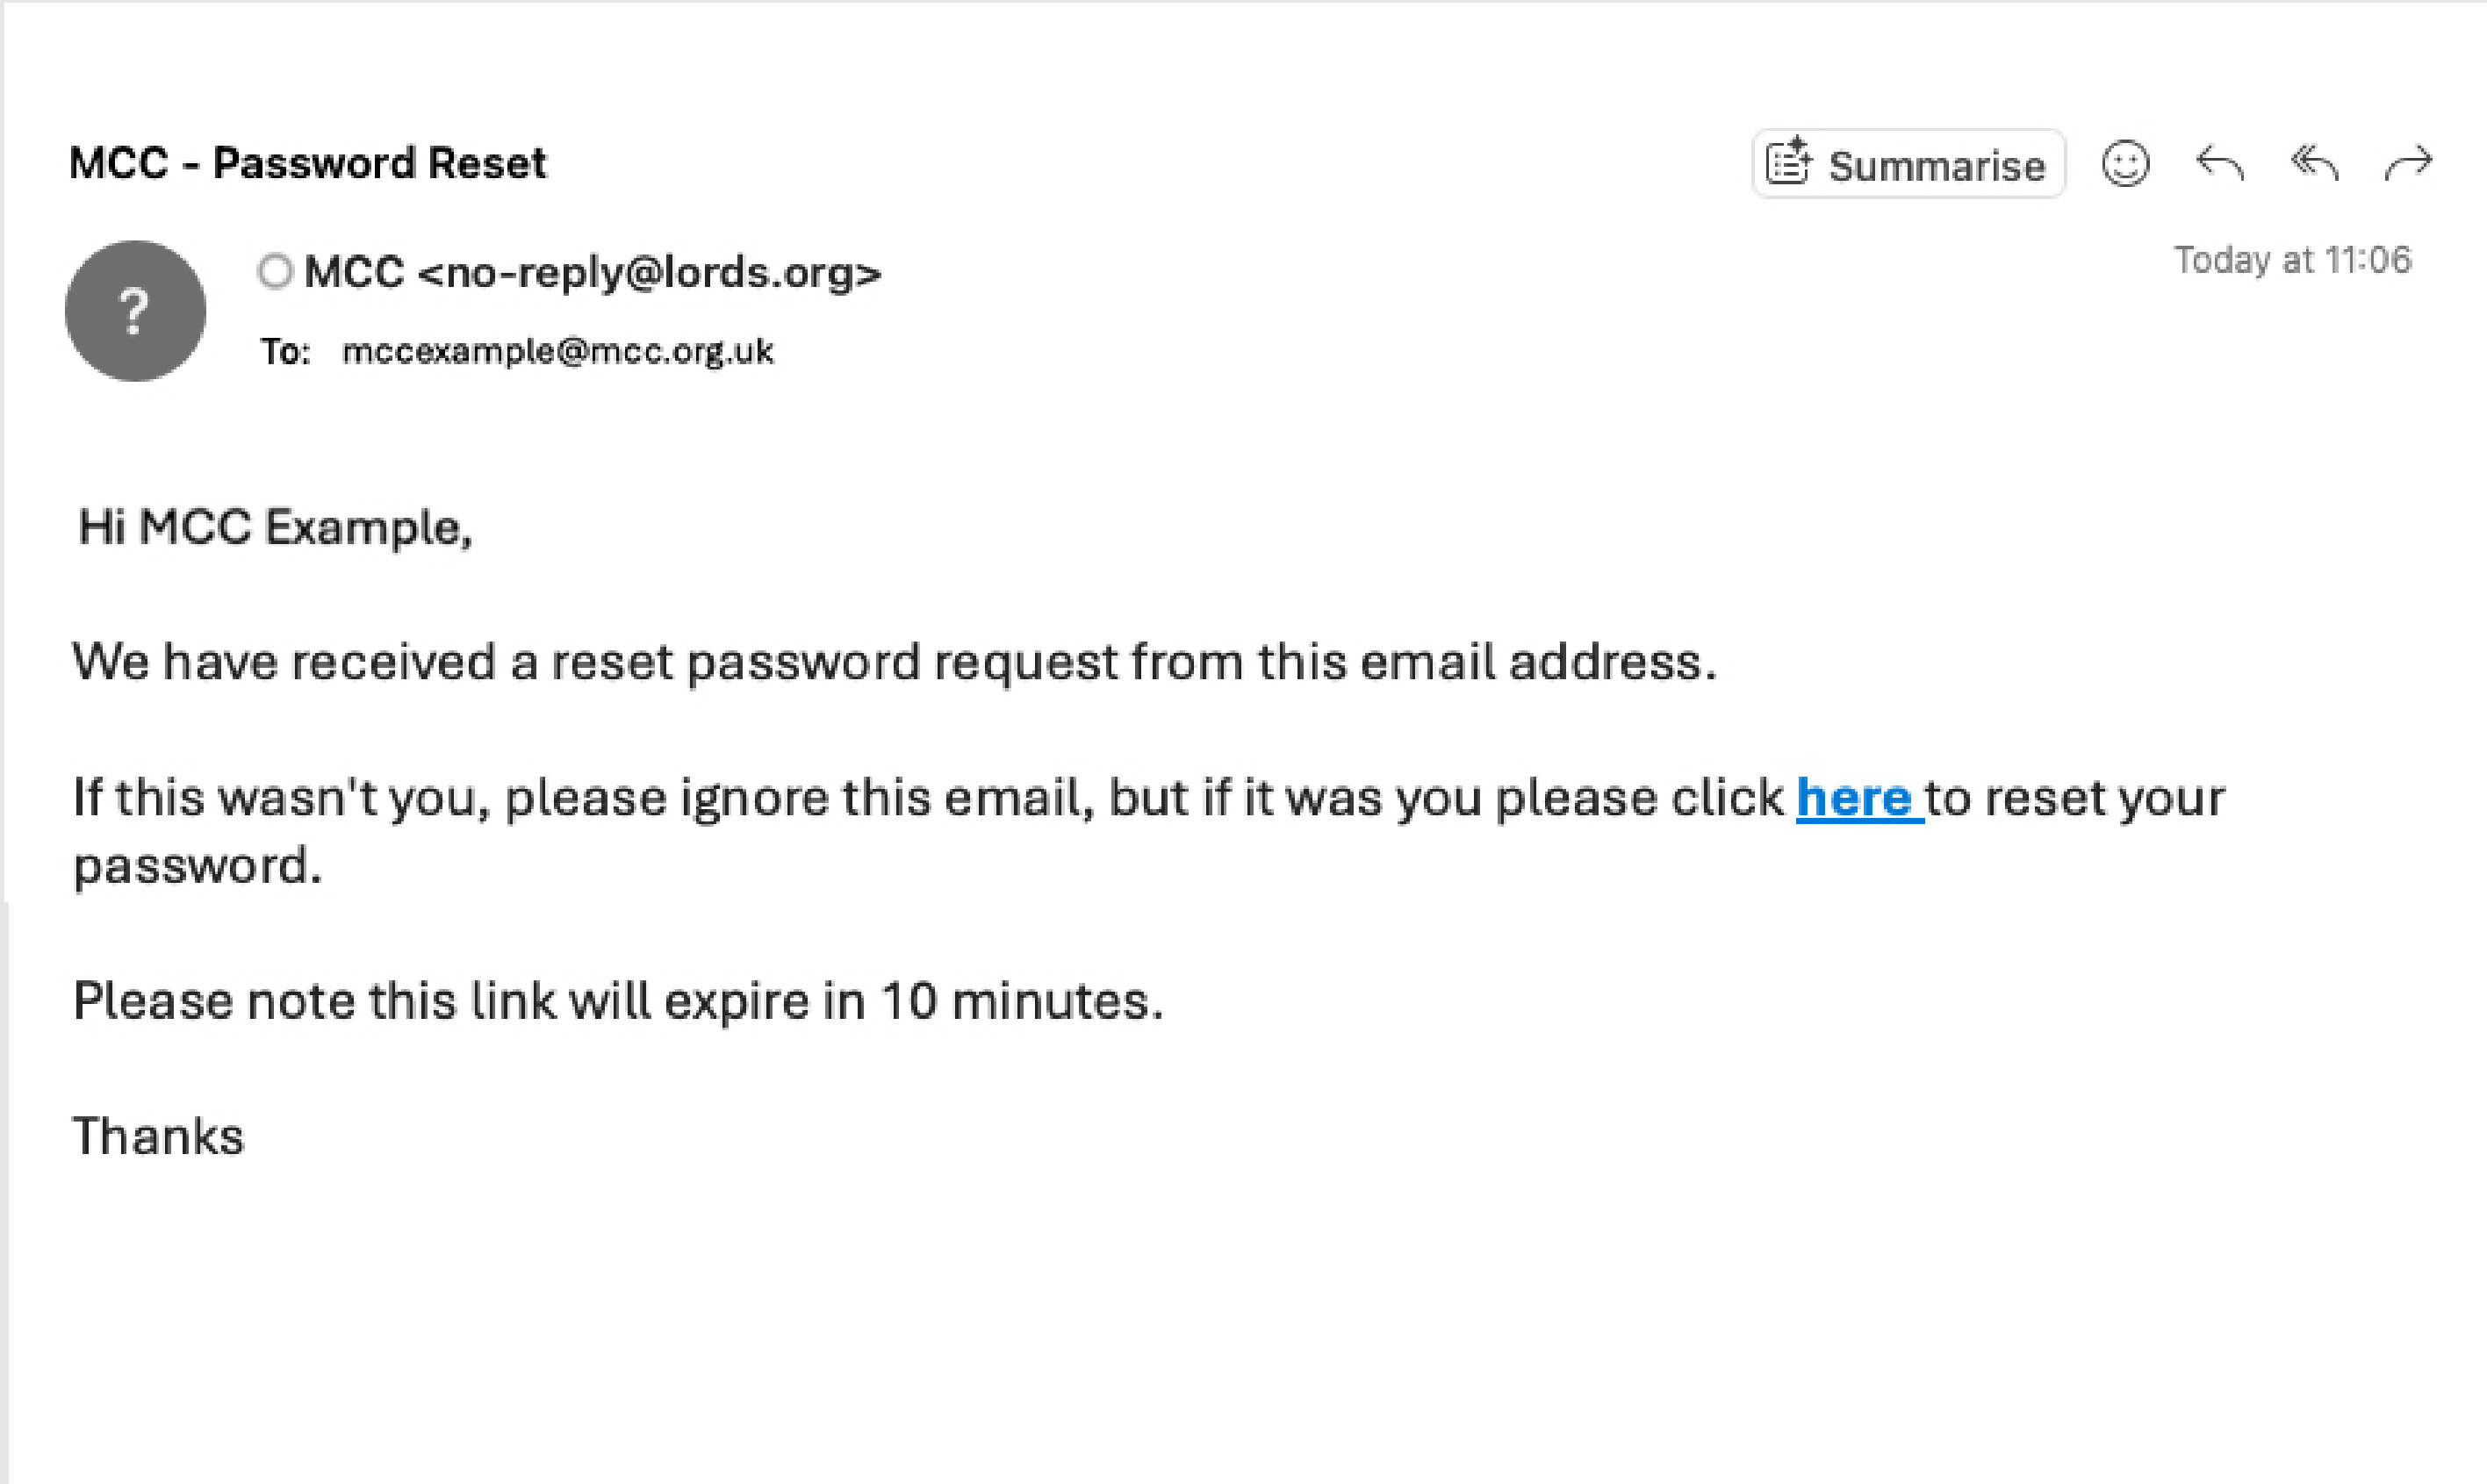 MCC - Password Reset
Summarise
?
MCC <no-reply@lords.org>
Today at 11:06
To: mccexample@mcc.org.uk
Hi MCC Example,
We have received a reset password request from this email address.
If this wasn't you, please ignore this email, but if it was you please click here to reset your
password.
Please note this link will expire in 10 minutes.
Thanks